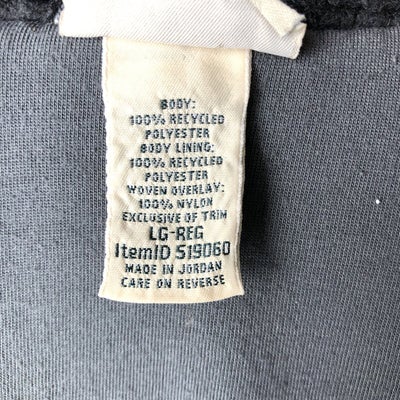 BODY:
100% RECYCLED
POLYESTER
BODY LINING:
100% RECYCLED
POLYESTER
WOVEN OVERLAY:
100% NYLON
EXCLUSIVE OF TRIM
LG-REG
ItemID 519060
MADE IN JORDAN
CARE ON REVERSE